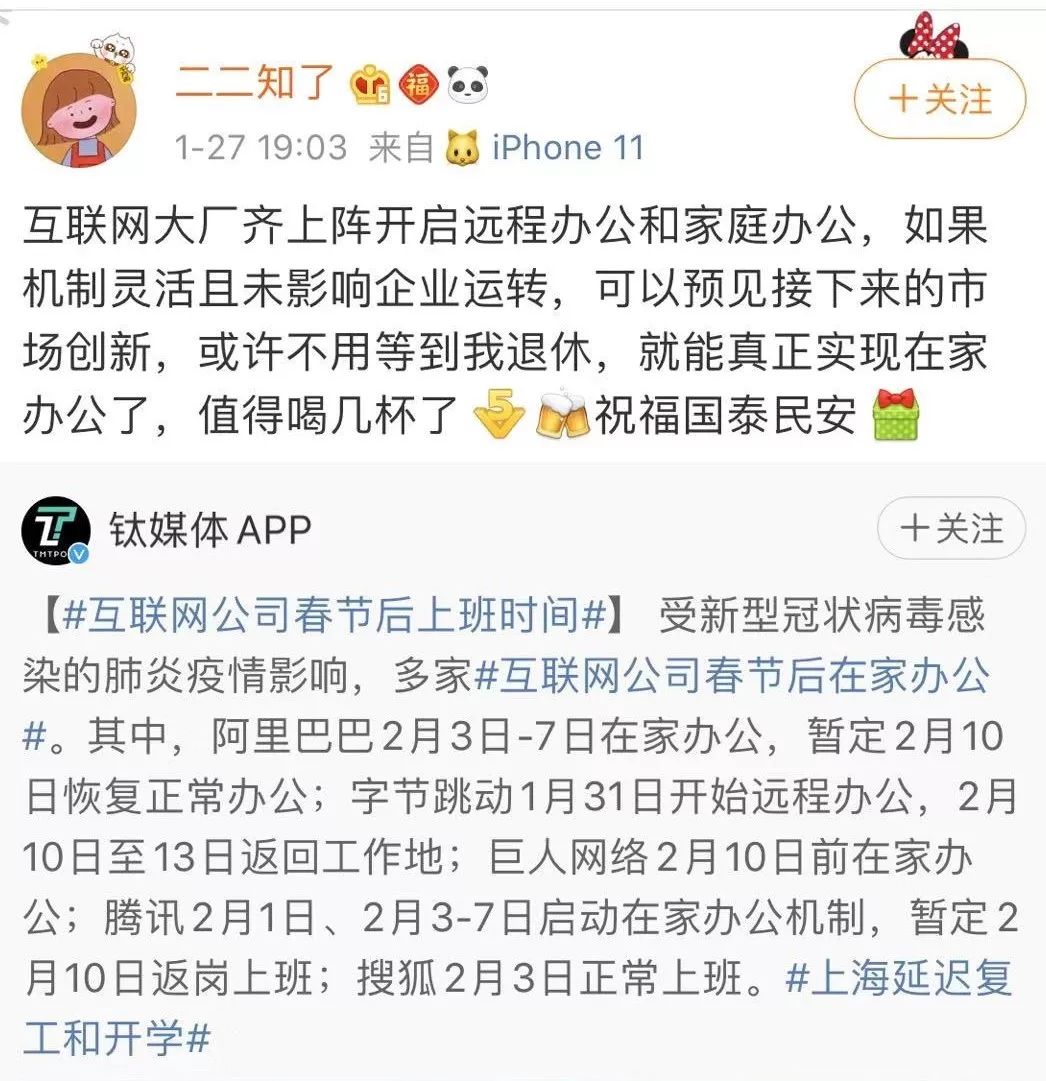 二二知了
+关注
1-27 19:03 来自 iPhone 11
互联网大厂齐上阵开启远程办公和家庭办公，如果
机制灵活且未影响企业运转，可以预见接下来的市
场创新，或许不用等到我退休，就能真正实现在家
办公了，值得喝几杯了 祝福国泰民安
钛媒体APP
+关注
【#互联网公司春节后上班时间#】 受新型冠状病毒感
染的肺炎疫情影响，多家#互联网公司春节后在家办公
#。其中，阿里巴巴2月3日-7日在家办公，暂定2月10
日恢复正常办公；字节跳动1月31日开始远程办公，2月
10日至13日返回工作地；巨人网络2月10日前在家办
公；腾讯2月1日、2月3-7日启动在家办公机制，暂定2
月10日返岗上班；搜狐2月3日正常上班。#上海延迟复
工和开学#